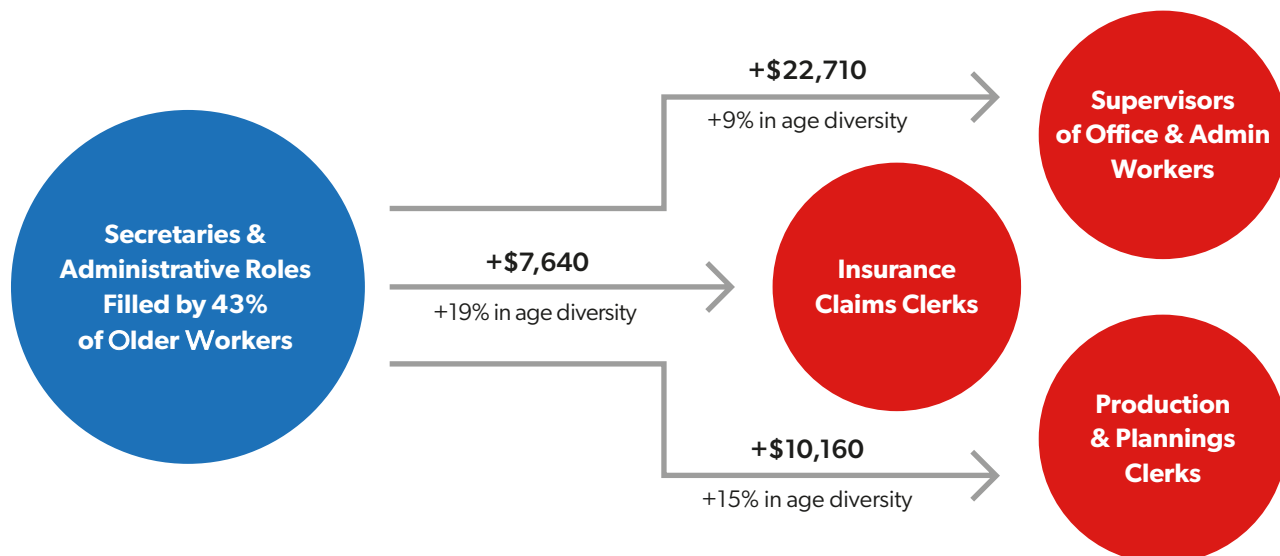 Secretaries &
Administrative Roles
Filled by 43%
of Older Workers
+$22,710
+9% in age diversity
Supervisors
of Office & Admin
Workers
+$7,640
+19% in age diversity
Insurance
Claims Clerks
+$10,160
+15% in age diversity
Production
& Plannings
Clerks